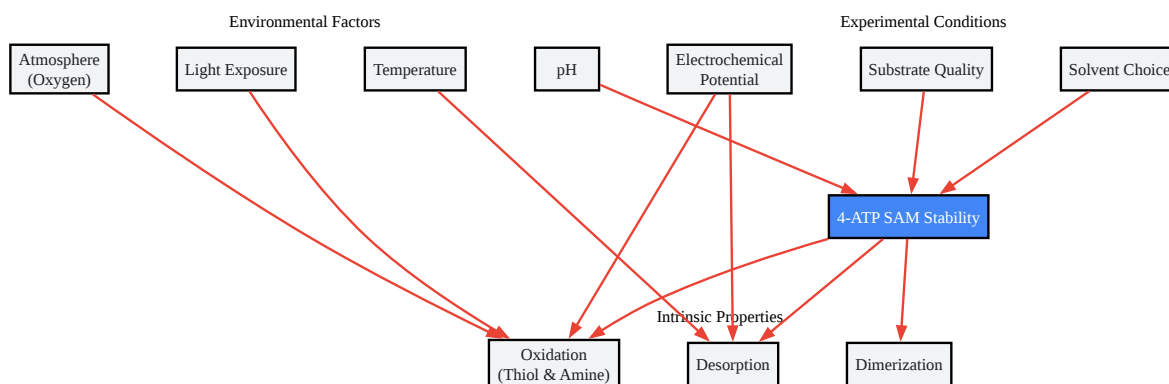 Environmental Factors
Experimental Conditions
Atmosphere
(Oxygen)
Light Exposure
Temperature
pH
Electrochemical
Potential
Substrate Quality
Solvent Choice
4-ATP SAM Stability
Intrinsic Properties
Oxidation
(Thiol & Amine)
Desorption
Dimerization